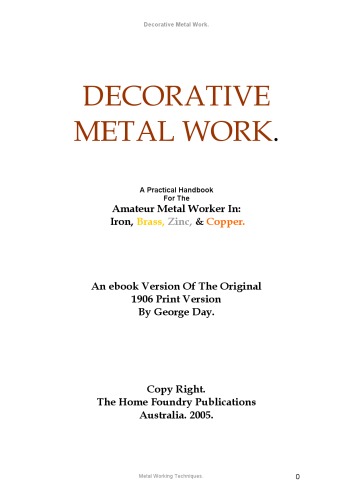 Decorative Metal Work.
DECORATIVE
METAL WORK.
A Practical Handbook
For The
Amateur Metal Worker In:
Iron, Brass, Zinc, & Copper.
An ebook Version Of The Original
1906 Print Version
By George Day.
Copy Right.
The Home Foundry Publications
Australia. 2005.
Metal Working Techniques
0